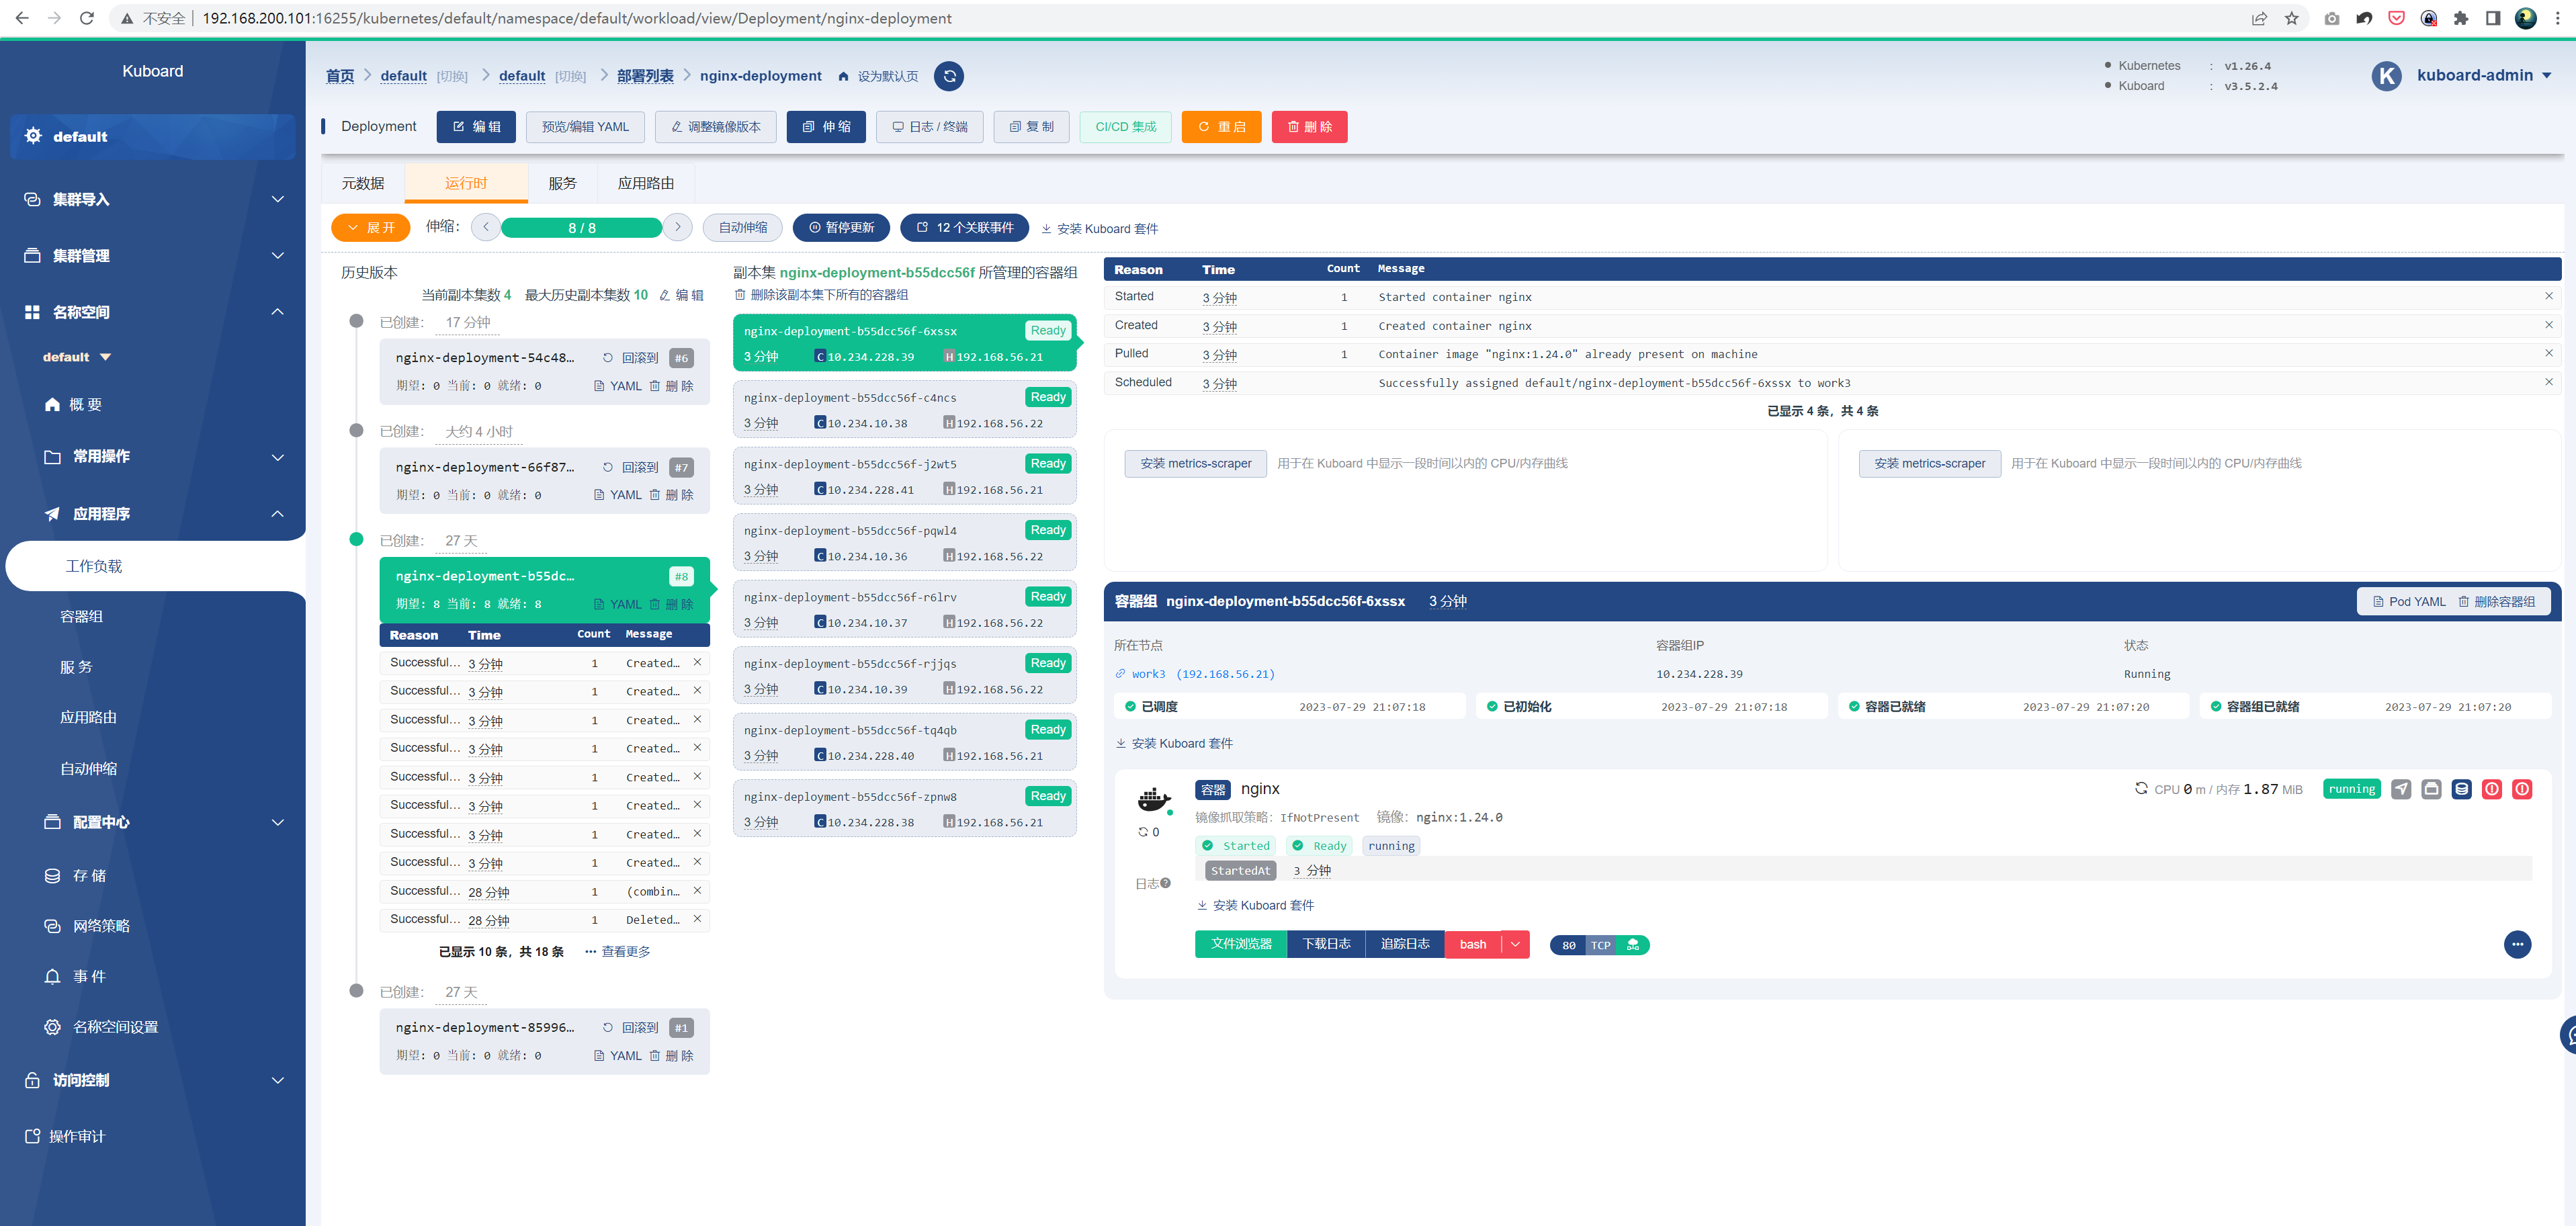 不安全 192.168.200.101:16255/kubernetes/default/namespace/default/workload/view/Deployment/nginx-deployment
Kuboard
default
集群导入
集群管理
名称空间
default
概 要
常用操作
应用程序
工作负载
容器组
服 务
应用路由
自动伸缩
配置中心
存 储
网络策略
事 件
名称空间设置
访问控制
操作审计
首页 default [切换] default [切换] 部署列表 nginx-deployment 设为默认页
Kubernetes : v1.26.4
Kuboard : v3.5.2.4
K kuboard-admin
Deployment 编 辑 预览/编辑 YAML 调整镜像版本 伸 缩 日志 / 终端 复 制 CI/CD 集成 重 启 删 除
元数据 运行时 服务 应用路由
展 开 伸缩： 8 / 8 自动伸缩 暂停更新 12 个关联事件 安装 Kuboard 套件
历史版本
当前副本集数 4 最大历史副本集数 10 编 辑
已创建： 17 分钟
nginx-deployment-54c48... 回滚到 #6
期望: 0 当前: 0 就绪: 0 YAML 删 除
已创建： 大约 4 小时
nginx-deployment-66f87... 回滚到 #7
期望: 0 当前: 0 就绪: 0 YAML 删 除
已创建： 27 天
nginx-deployment-b55dc... #8
期望: 8 当前: 8 就绪: 8 YAML 删 除
Reason Time Count Message
Successful... 3 分钟 1 Created...
Successful... 3 分钟 1 Created...
Successful... 3 分钟 1 Created...
Successful... 3 分钟 1 Created...
Successful... 3 分钟 1 Created...
Successful... 3 分钟 1 Created...
Successful... 3 分钟 1 Created...
Successful... 3 分钟 1 Created...
Successful... 28 分钟 1 (combin...
Successful... 28 分钟 1 Deleted...
已显示 10 条，共 18 条 ··· 查看更多
已创建： 27 天
nginx-deployment-85996... 回滚到 #1
期望: 0 当前: 0 就绪: 0 YAML 删 除
副本集 nginx-deployment-b55dcc56f 所管理的容器组
删除该副本集下所有的容器组
nginx-deployment-b55dcc56f-6xssx Ready
3 分钟 C 10.234.228.39 H 192.168.56.21
nginx-deployment-b55dcc56f-c4ncs Ready
3 分钟 C 10.234.10.38 H 192.168.56.22
nginx-deployment-b55dcc56f-j2wt5 Ready
3 分钟 C 10.234.228.41 H 192.168.56.21
nginx-deployment-b55dcc56f-pqwl4 Ready
3 分钟 C 10.234.10.36 H 192.168.56.22
nginx-deployment-b55dcc56f-r6lrv Ready
3 分钟 C 10.234.10.37 H 192.168.56.22
nginx-deployment-b55dcc56f-rjjqs Ready
3 分钟 C 10.234.10.39 H 192.168.56.22
nginx-deployment-b55dcc56f-tq4qb Ready
3 分钟 C 10.234.228.40 H 192.168.56.21
nginx-deployment-b55dcc56f-zpnw8 Ready
3 分钟 C 10.234.228.38 H 192.168.56.21
Reason Time Count Message
Started 3 分钟 1 Started container nginx
Created 3 分钟 1 Created container nginx
Pulled 3 分钟 1 Container image "nginx:1.24.0" already present on machine
Scheduled 3 分钟 Successfully assigned default/nginx-deployment-b55dcc56f-6xssx to work3
已显示 4 条，共 4 条
安装 metrics-scraper 用于在 Kuboard 中显示一段时间以内的 CPU/内存曲线
安装 metrics-scraper 用于在 Kuboard 中显示一段时间以内的 CPU/内存曲线
容器组 nginx-deployment-b55dcc56f-6xssx 3 分钟 Pod YAML 删除容器组
所在节点 容器组IP 状态
work3 (192.168.56.21) 10.234.228.39 Running
已调度 2023-07-29 21:07:18 已初始化 2023-07-29 21:07:18 容器已就绪 2023-07-29 21:07:20 容器组已就绪 2023-07-29 21:07:20
安装 Kuboard 套件
容器 nginx CPU 0 m / 内存 1.87 MiB running
镜像抓取策略: IfNotPresent 镜像: nginx:1.24.0
0
Started Ready running
StartedAt 3 分钟
日志
安装 Kuboard 套件
文件浏览器 下载日志 追踪日志 bash 80 TCP